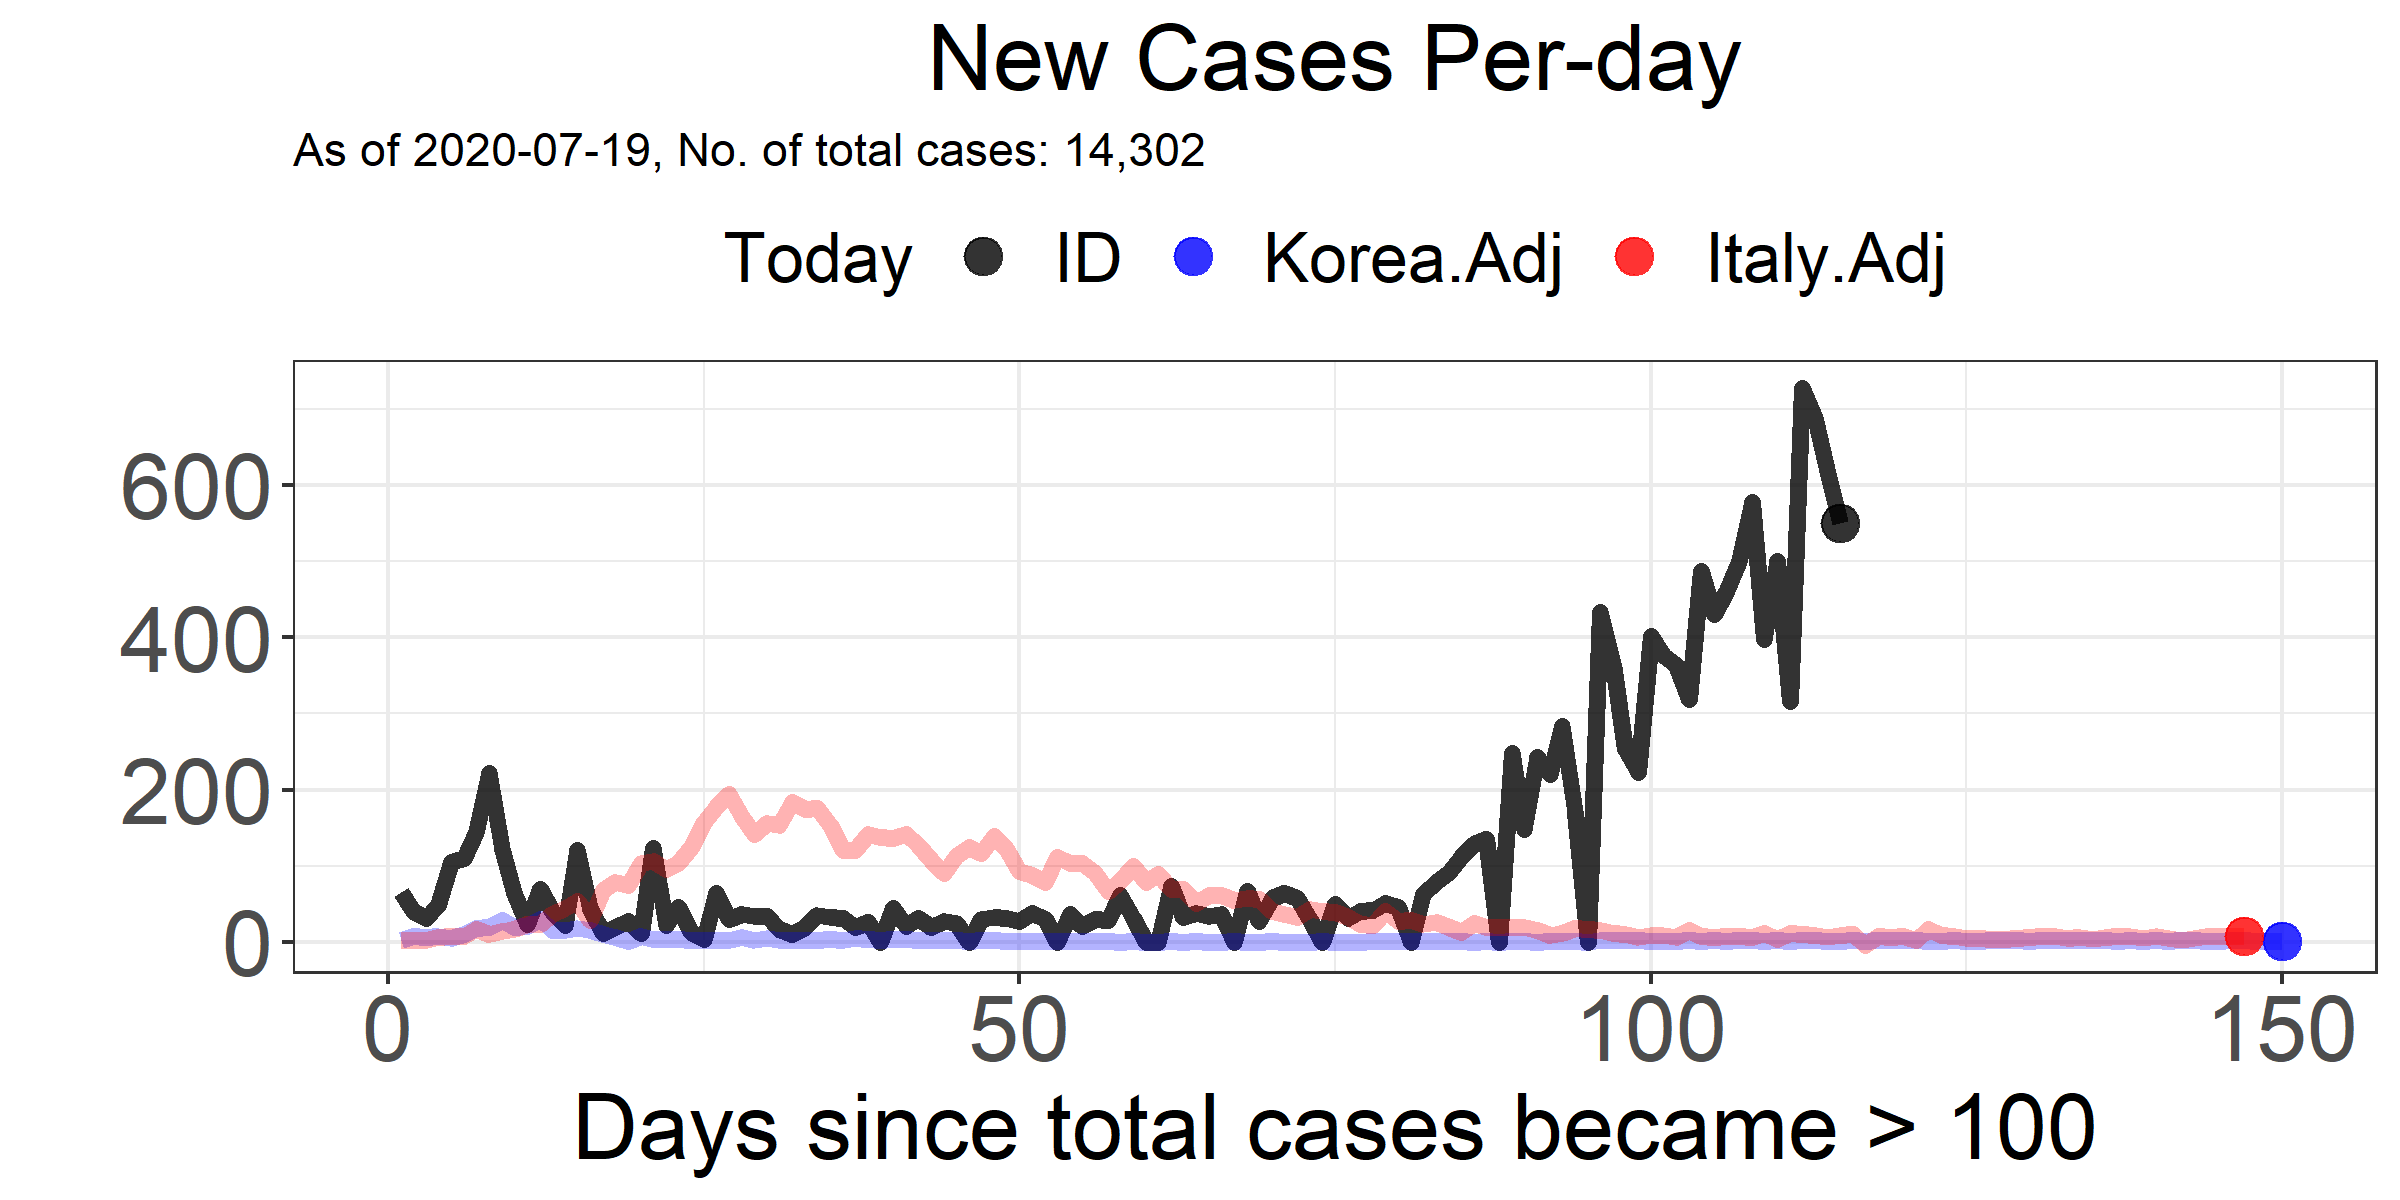 New Cases Per-day
As of 2020-07-19, No. of total cases: 14,302
Today ID Korea.Adj Italy.Adj
600
400
200
0
0 50 100 150
Days since total cases became > 100